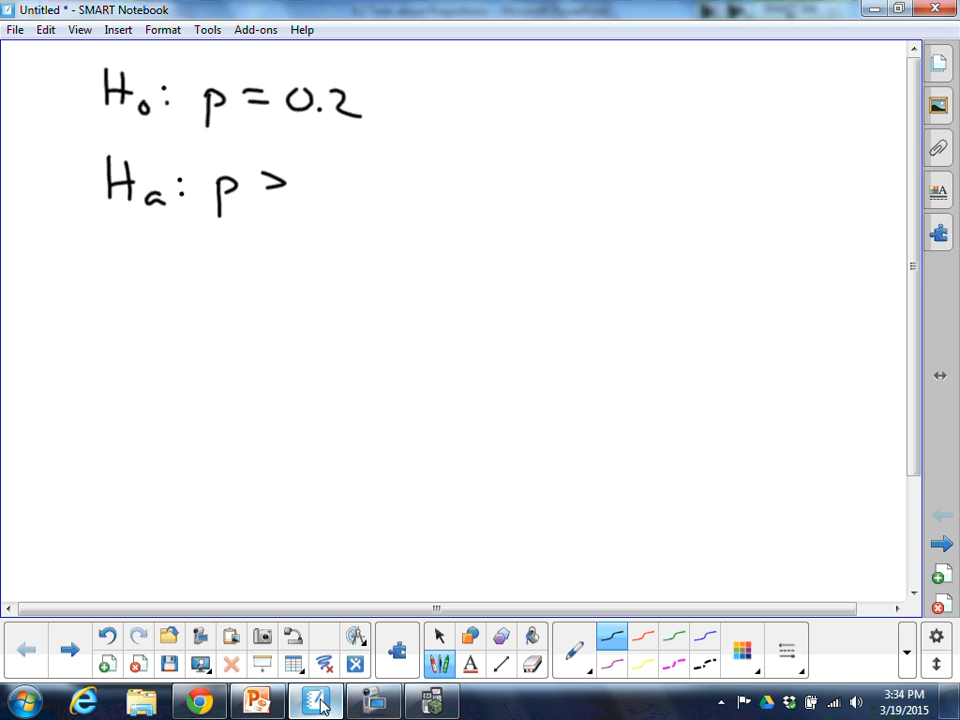 Untitled * - SMART Notebook
File Edit View Insert Format Tools Add-ons Help
H₀: p = 0.2
Hₐ: p >
3:34 PM
3/19/2015